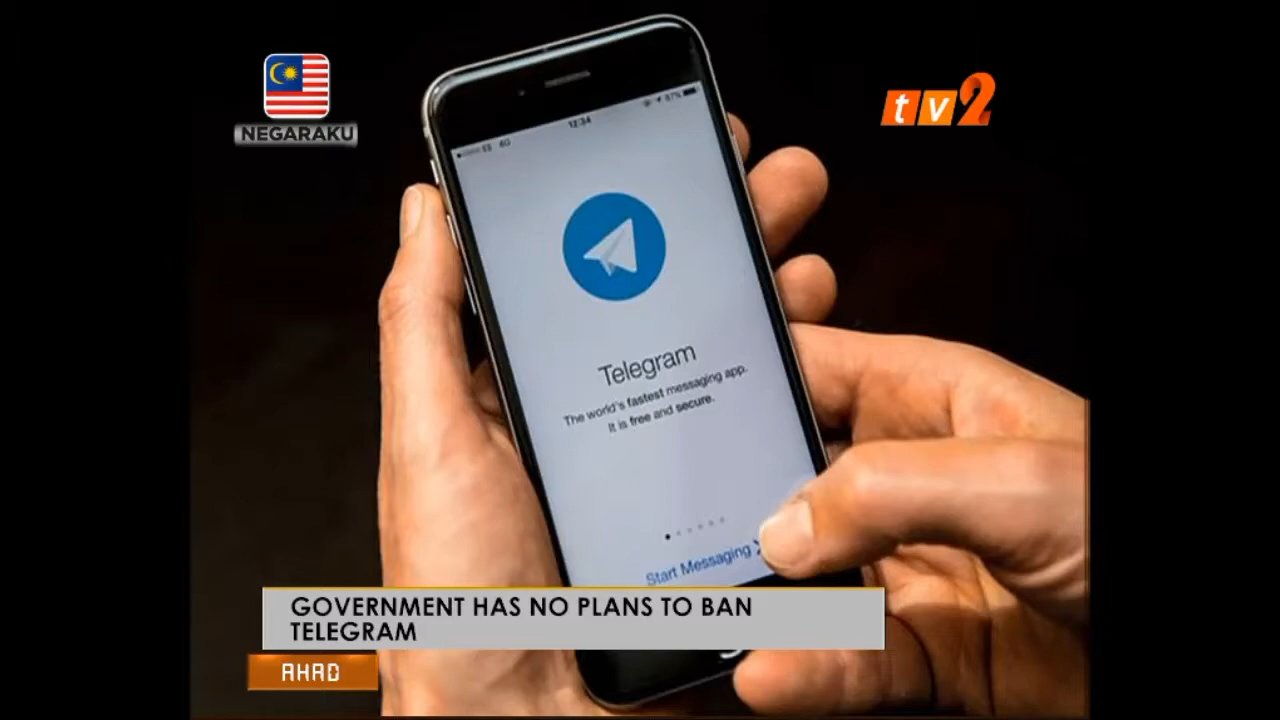 NEGARAKU
tv2
12:34
57%
Telegram
The world's fastest messaging app.
It is free and secure.
Start Messaging
GOVERNMENT HAS NO PLANS TO BAN
TELEGRAM
AHAD